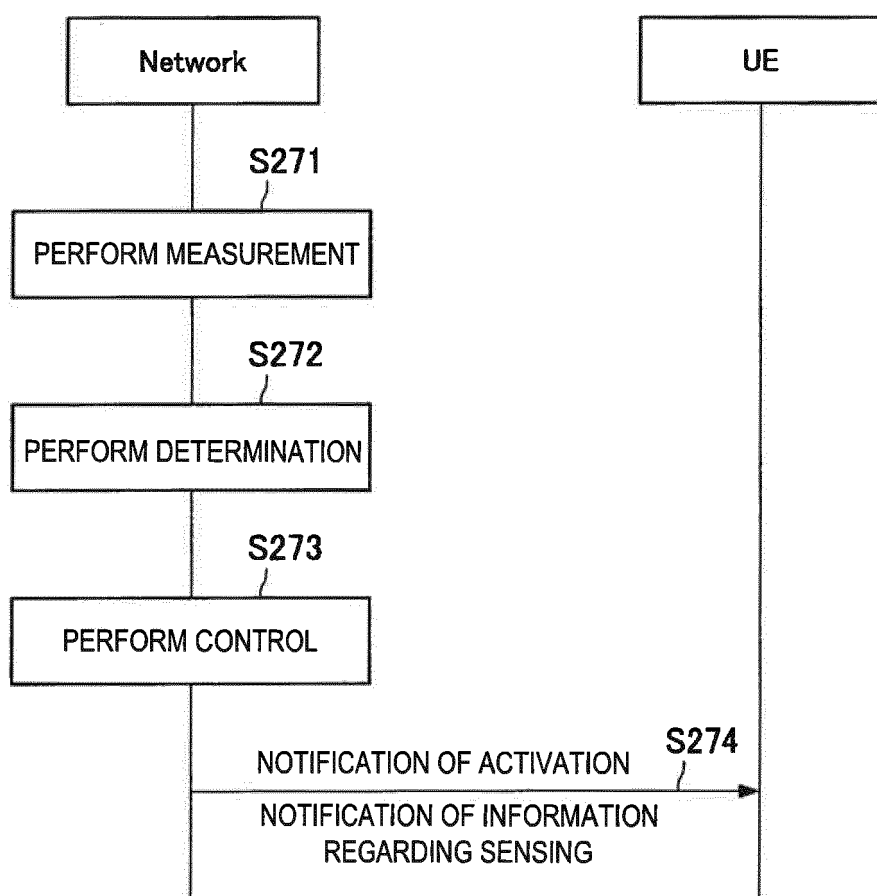 Network
UE
S271
PERFORM MEASUREMENT
S272
PERFORM DETERMINATION
S273
PERFORM CONTROL
S274
NOTIFICATION OF ACTIVATION
NOTIFICATION OF INFORMATION
REGARDING SENSING